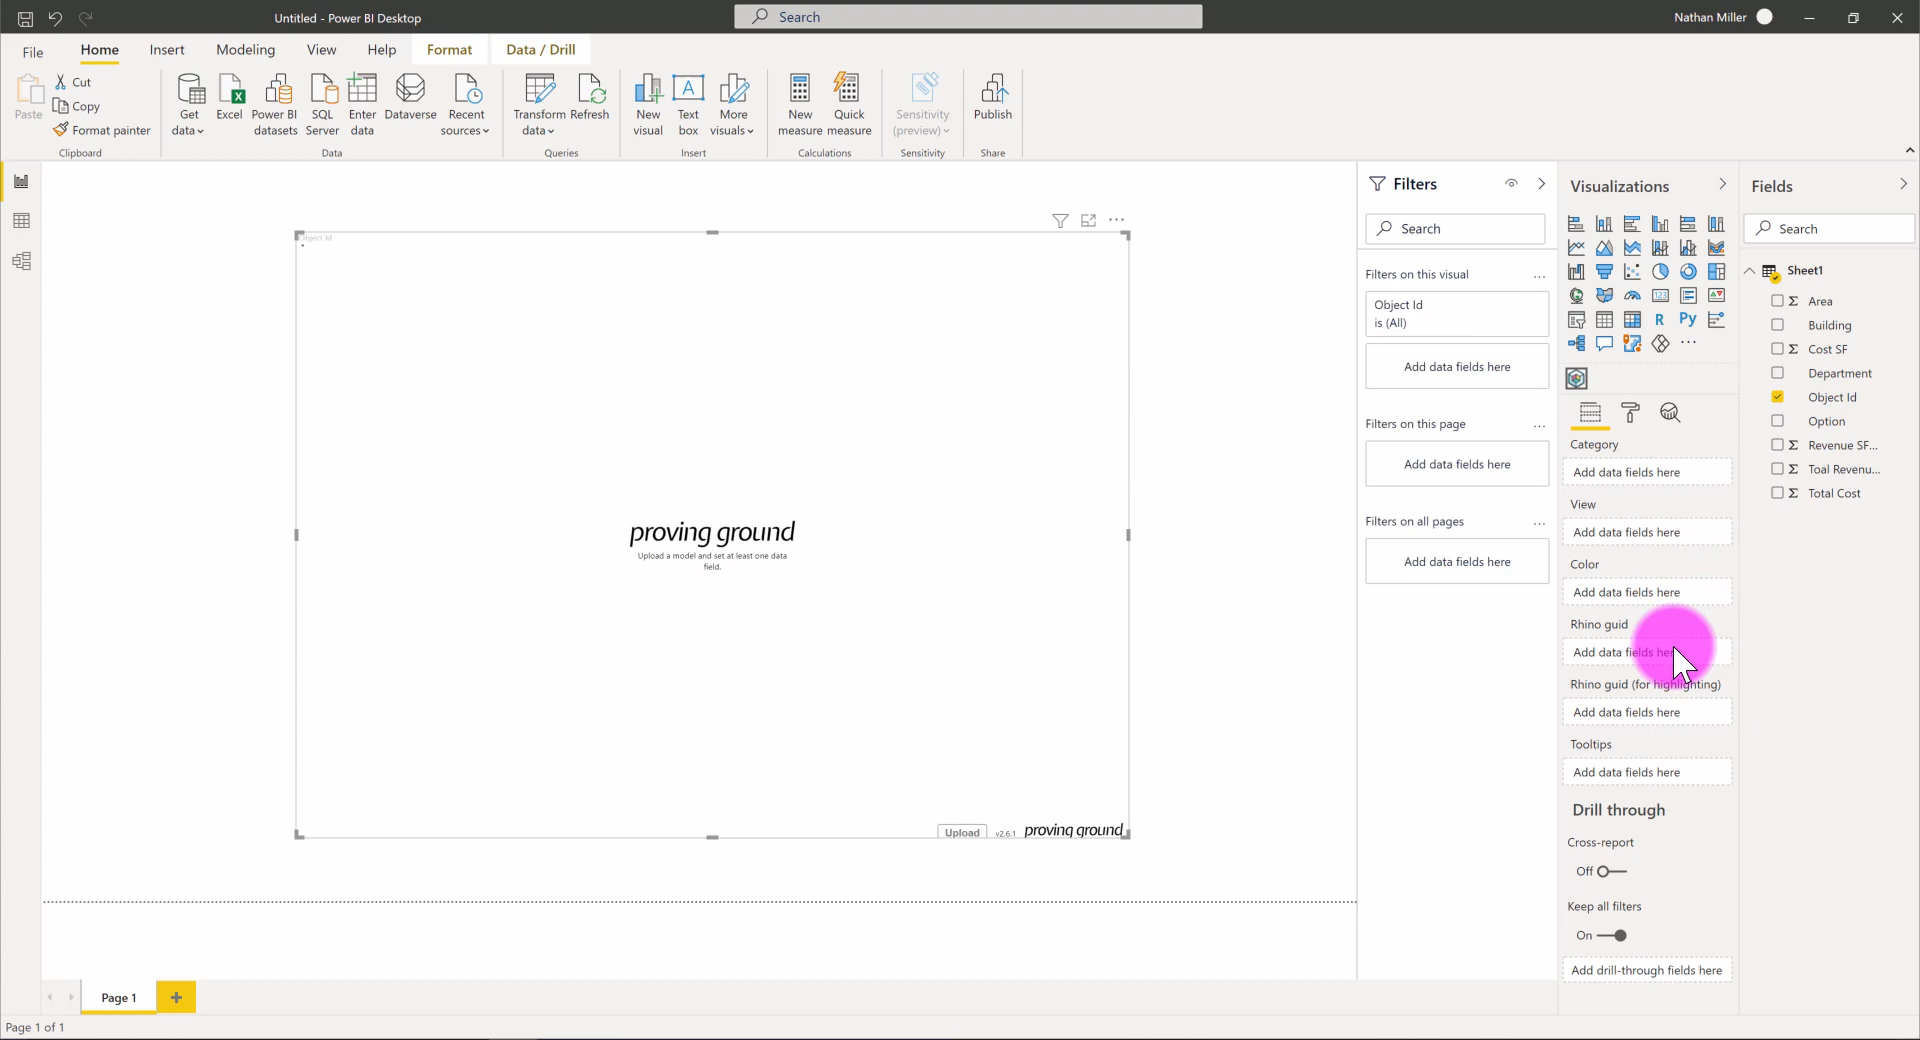 Untitled - Power BI Desktop
Search
Nathan Miller
File
Home
Insert
Modeling
View
Help
Format
Data / Drill
Paste
Cut
Copy
Format painter
Clipboard
Get data
Excel
Power BI datasets
SQL Server
Enter data
Dataverse
Recent sources
Data
Transform data
Refresh
Queries
New visual
Text box
More visuals
Insert
New measure
Quick measure
Calculations
Sensitivity (preview)
Sensitivity
Publish
Share
Object Id
proving ground
Upload a model and set at least one data
field.
Upload
v2.6.1
proving ground
Filters
Search
Filters on this visual
...
Object Id
is (All)
Add data fields here
Filters on this page
...
Add data fields here
Filters on all pages
...
Add data fields here
Visualizations
123
R
Py
...
Category
Add data fields here
View
Add data fields here
Color
Add data fields here
Rhino guid
Add data fields here
Rhino guid (for highlighting)
Add data fields here
Tooltips
Add data fields here
Drill through
Cross-report
Off
Keep all filters
On
Add drill-through fields here
Fields
Search
Sheet1
Σ Area
Building
Σ Cost SF
Department
Object Id
Option
Σ Revenue SF...
Σ Toal Revenu...
Σ Total Cost
Page 1
+
Page 1 of 1